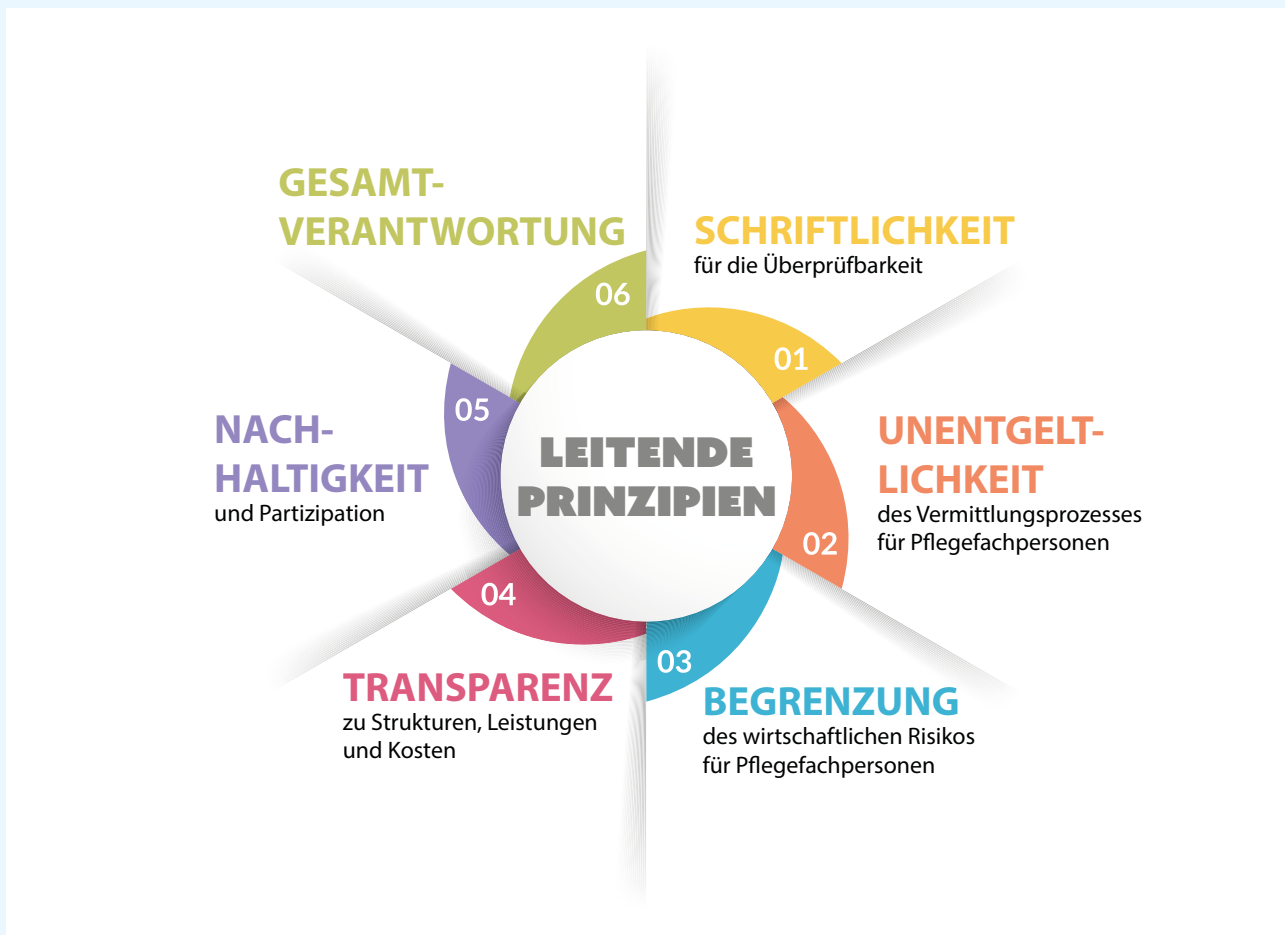 LEITENDE
PRINZIPIEN
01
SCHRIFTLICHKEIT
für die Überprüfbarkeit
02
UNENTGELT-
LICHKEIT
des Vermittlungsprozesses
für Pflegefachpersonen
03
BEGRENZUNG
des wirtschaftlichen Risikos
für Pflegefachpersonen
04
TRANSPARENZ
zu Strukturen, Leistungen
und Kosten
05
NACH-
HALTIGKEIT
und Partizipation
06
GESAMT-
VERANTWORTUNG